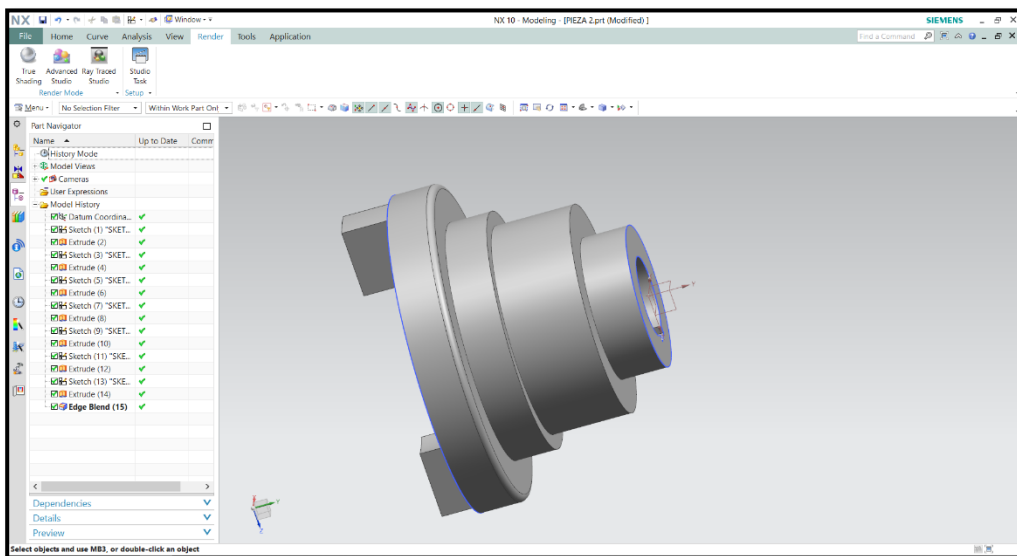 NX Window NX 10 - Modeling - [PIEZA 2.prt (Modified) ] SIEMENS
File Home Curve Analysis View Render Tools Application Find a Command
True Shading Advanced Studio Ray Traced Studio Studio Task
Render Mode Setup
Menu No Selection Filter Within Work Part Onl
Part Navigator
Name Up to Date Comm
History Mode
Model Views
Cameras
User Expressions
Model History
Datum Coordina...
Sketch (1) "SKET...
Extrude (2)
Sketch (3) "SKET...
Extrude (4)
Sketch (5) "SKET...
Extrude (6)
Sketch (7) "SKET...
Extrude (8)
Sketch (9) "SKET...
Extrude (10)
Sketch (11) "SKE...
Extrude (12)
Sketch (13) "SKE...
Extrude (14)
Edge Blend (15)
Dependencies
Details
Preview
Select objects and use MB3, or double-click an object